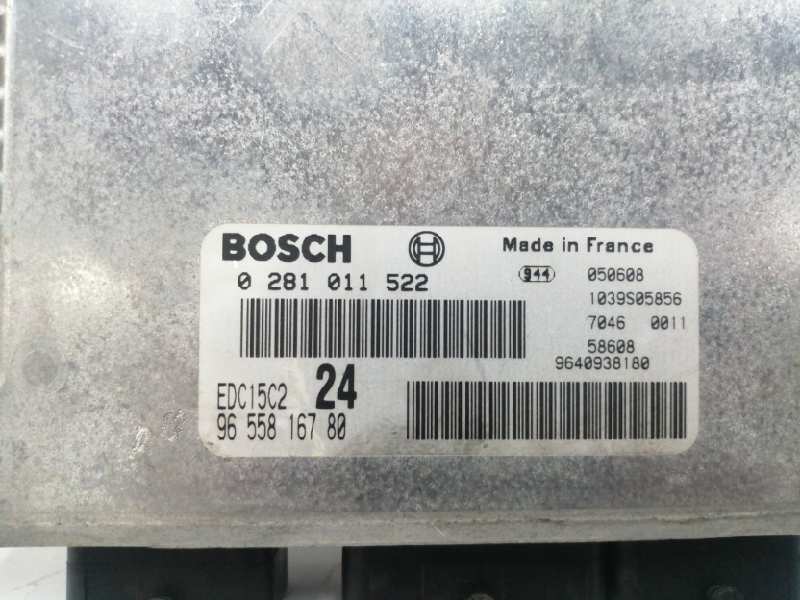 BOSCH
Made in France
0 281 011 522
944
050608
1039S05856
7046 0011
58608
9640938180
EDC15C2
24
96 558 167 80